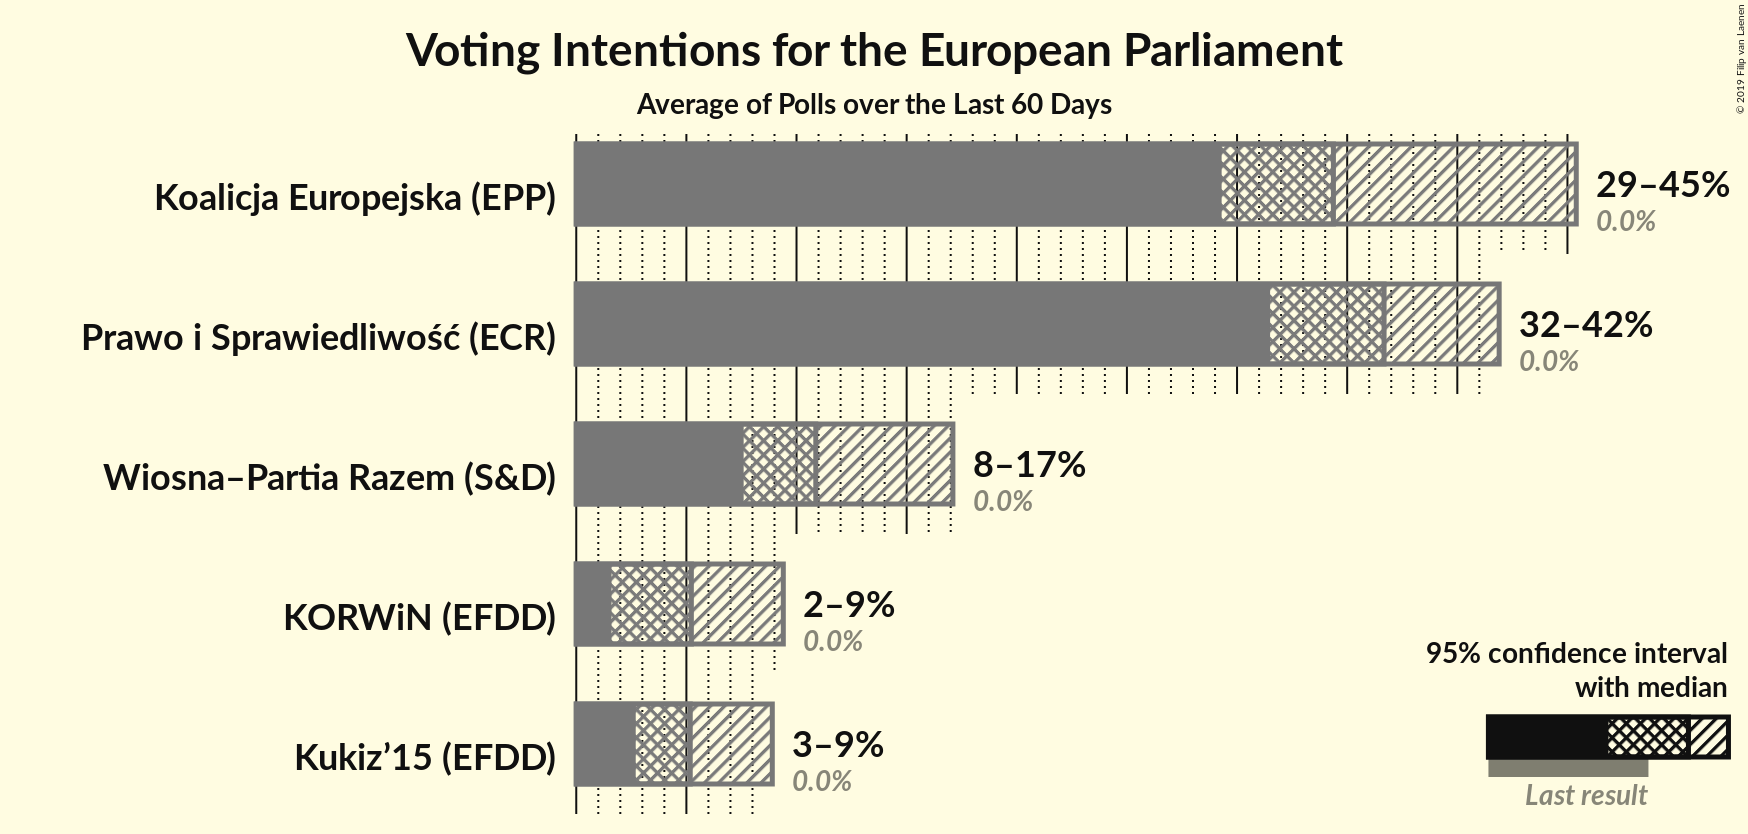 Voting Intentions for the European Parliament
Average of Polls over the Last 60 Days
© 2019 Filip van Laenen
Koalicja Europejska (EPP)
29–45%
0.0%
Prawo i Sprawiedliwość (ECR)
32–42%
0.0%
Wiosna–Partia Razem (S&D)
8–17%
0.0%
KORWiN (EFDD)
2–9%
0.0%
Kukiz’15 (EFDD)
3–9%
0.0%
95% confidence interval
with median
Last result